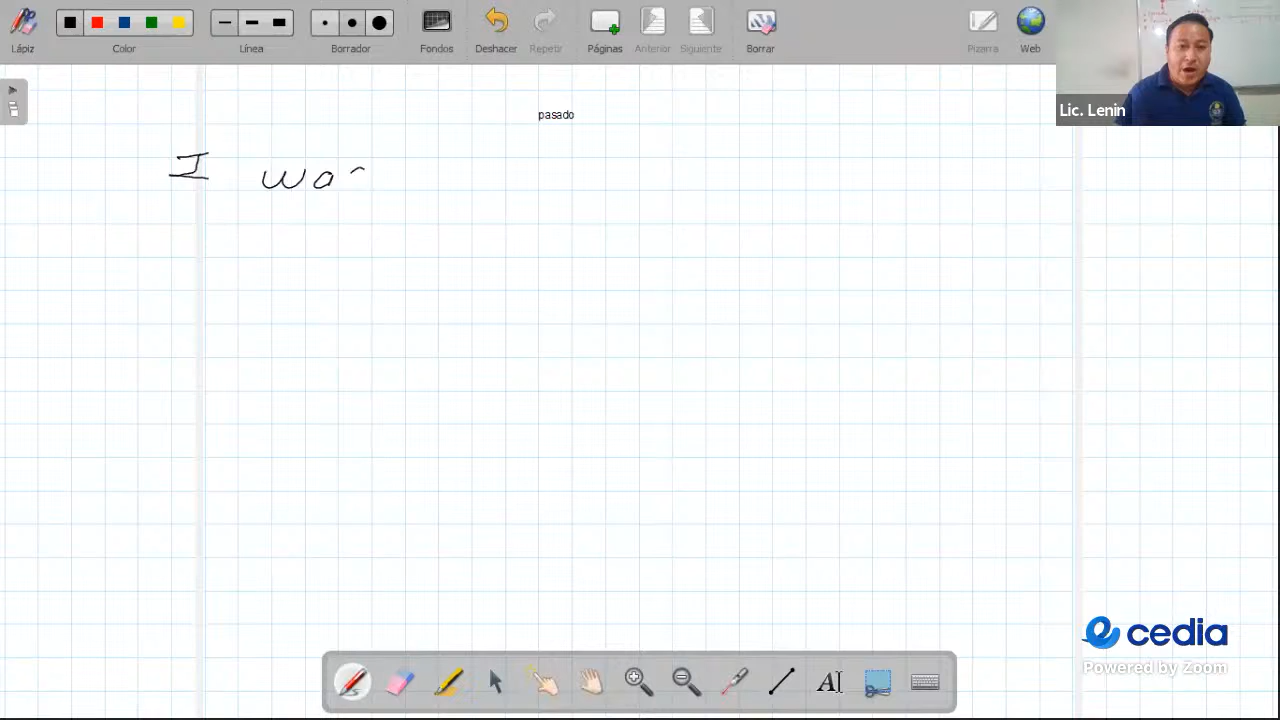 Lápiz Color Línea Borrador Fondos Deshacer Repetir Páginas Anterior Siguiente Borrar Pizarra Web
Lic. Lenin
pasado
I wa
A
cedia
Powered by Zoom